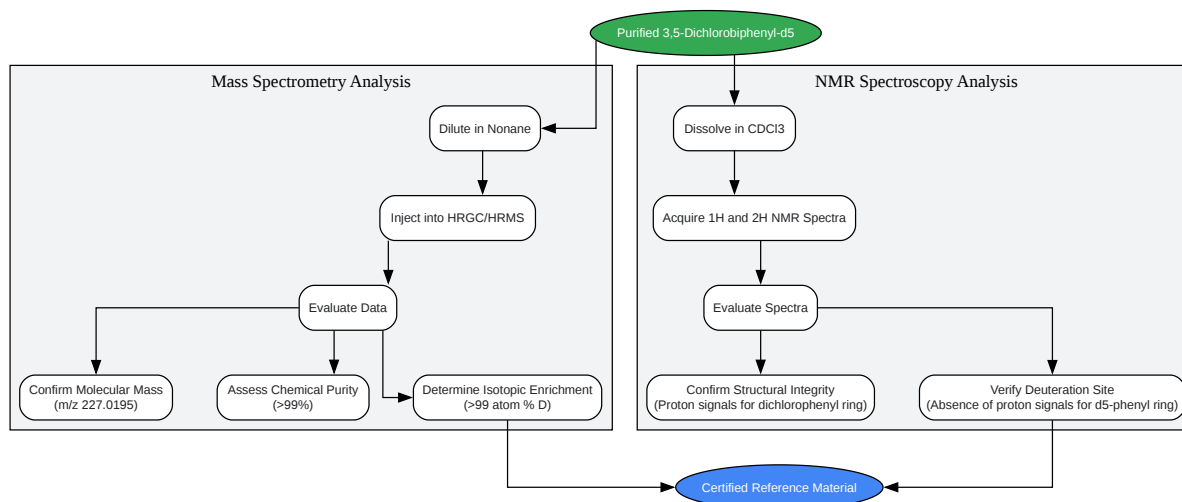 Purified 3,5-Dichlorobiphenyl-d5
Mass Spectrometry Analysis
Dilute in Nonane
Inject into HRGC/HRMS
Evaluate Data
Confirm Molecular Mass
(m/z 227.0195)
Assess Chemical Purity
(>99%)
Determine Isotopic Enrichment
(>99 atom % D)
NMR Spectroscopy Analysis
Dissolve in CDCl3
Acquire 1H and 2H NMR Spectra
Evaluate Spectra
Confirm Structural Integrity
(Proton signals for dichlorophenyl ring)
Verify Deuteration Site
(Absence of proton signals for d5-phenyl ring)
Certified Reference Material